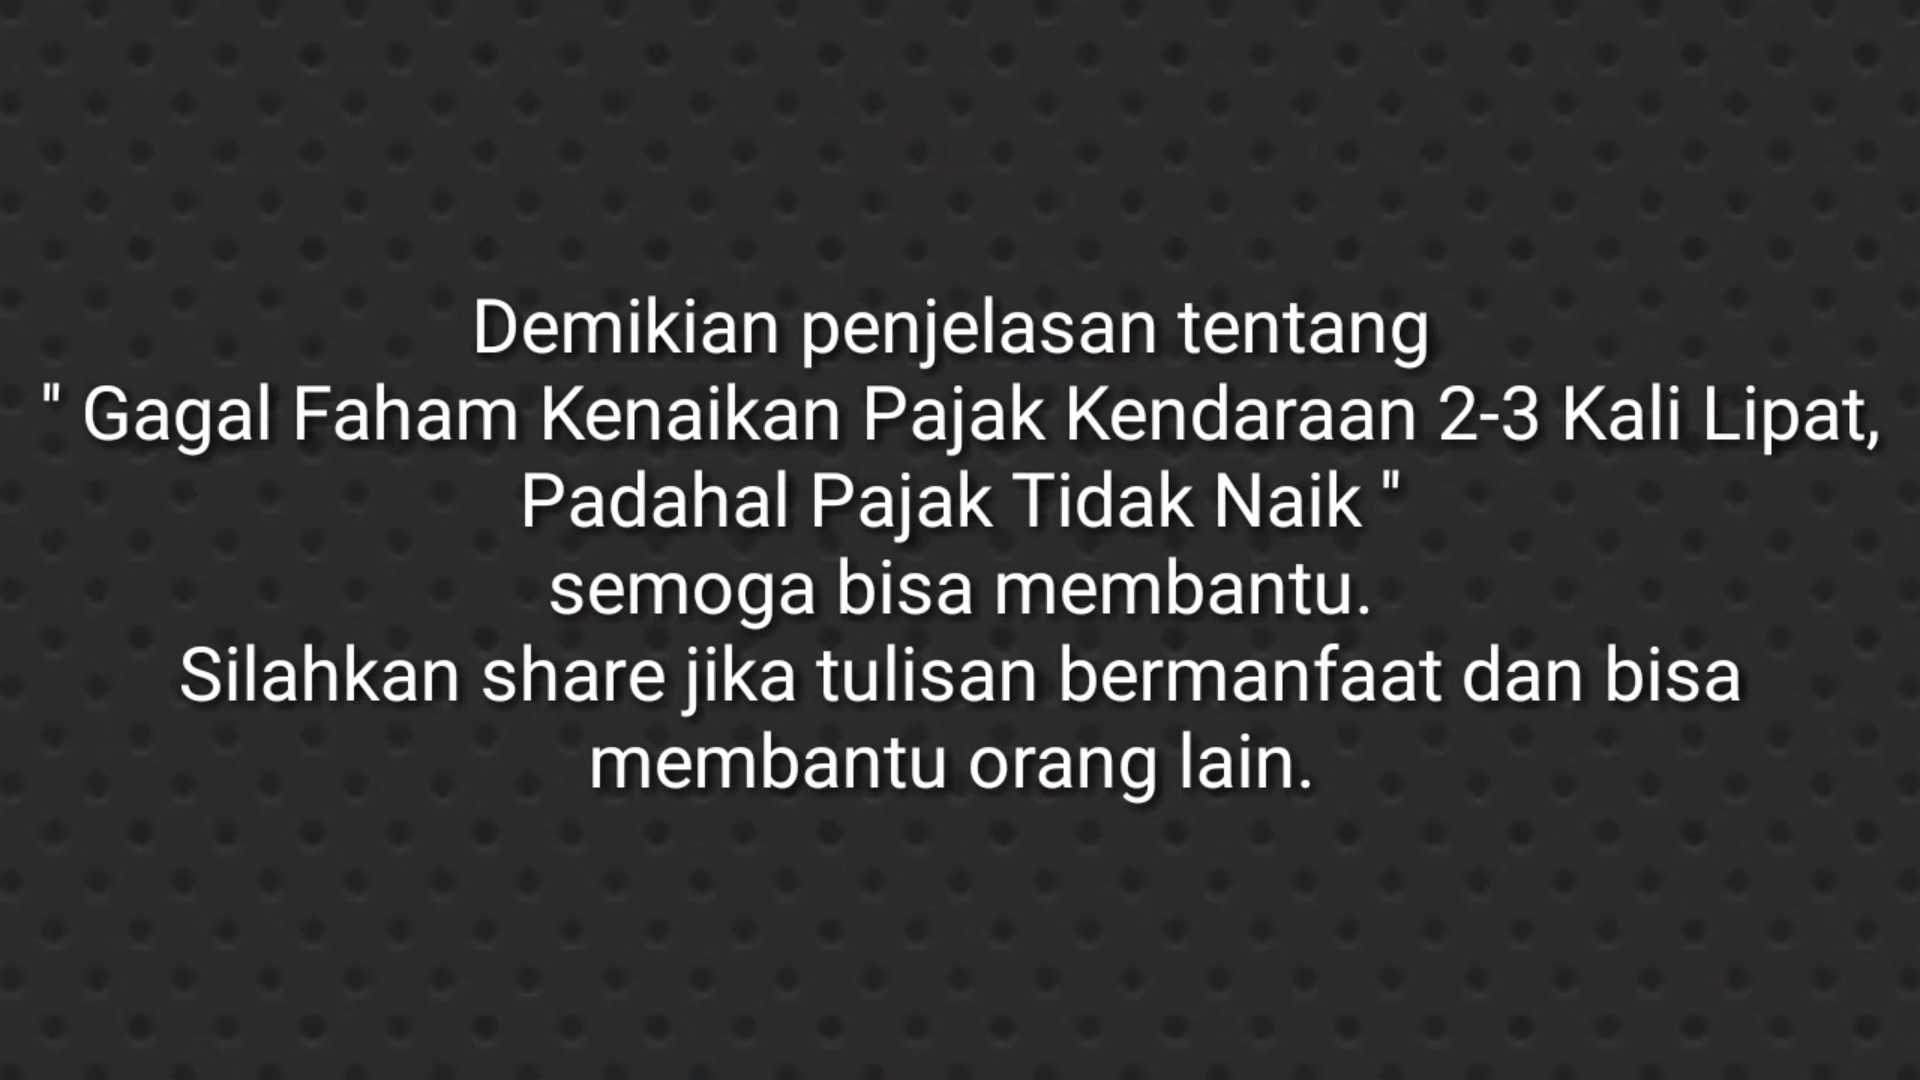 Demikian penjelasan tentang
" Gagal Faham Kenaikan Pajak Kendaraan 2-3 Kali Lipat,
Padahal Pajak Tidak Naik "
semoga bisa membantu.
Silahkan share jika tulisan bermanfaat dan bisa
membantu orang lain.